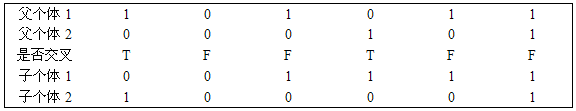 父个体 1 1 0 1 0 1 1
父个体 2 0 0 0 1 0 1
是否交叉 T F F T F F
子个体 1 0 0 1 1 1 1
子个体 2 1 0 0 0 0 1